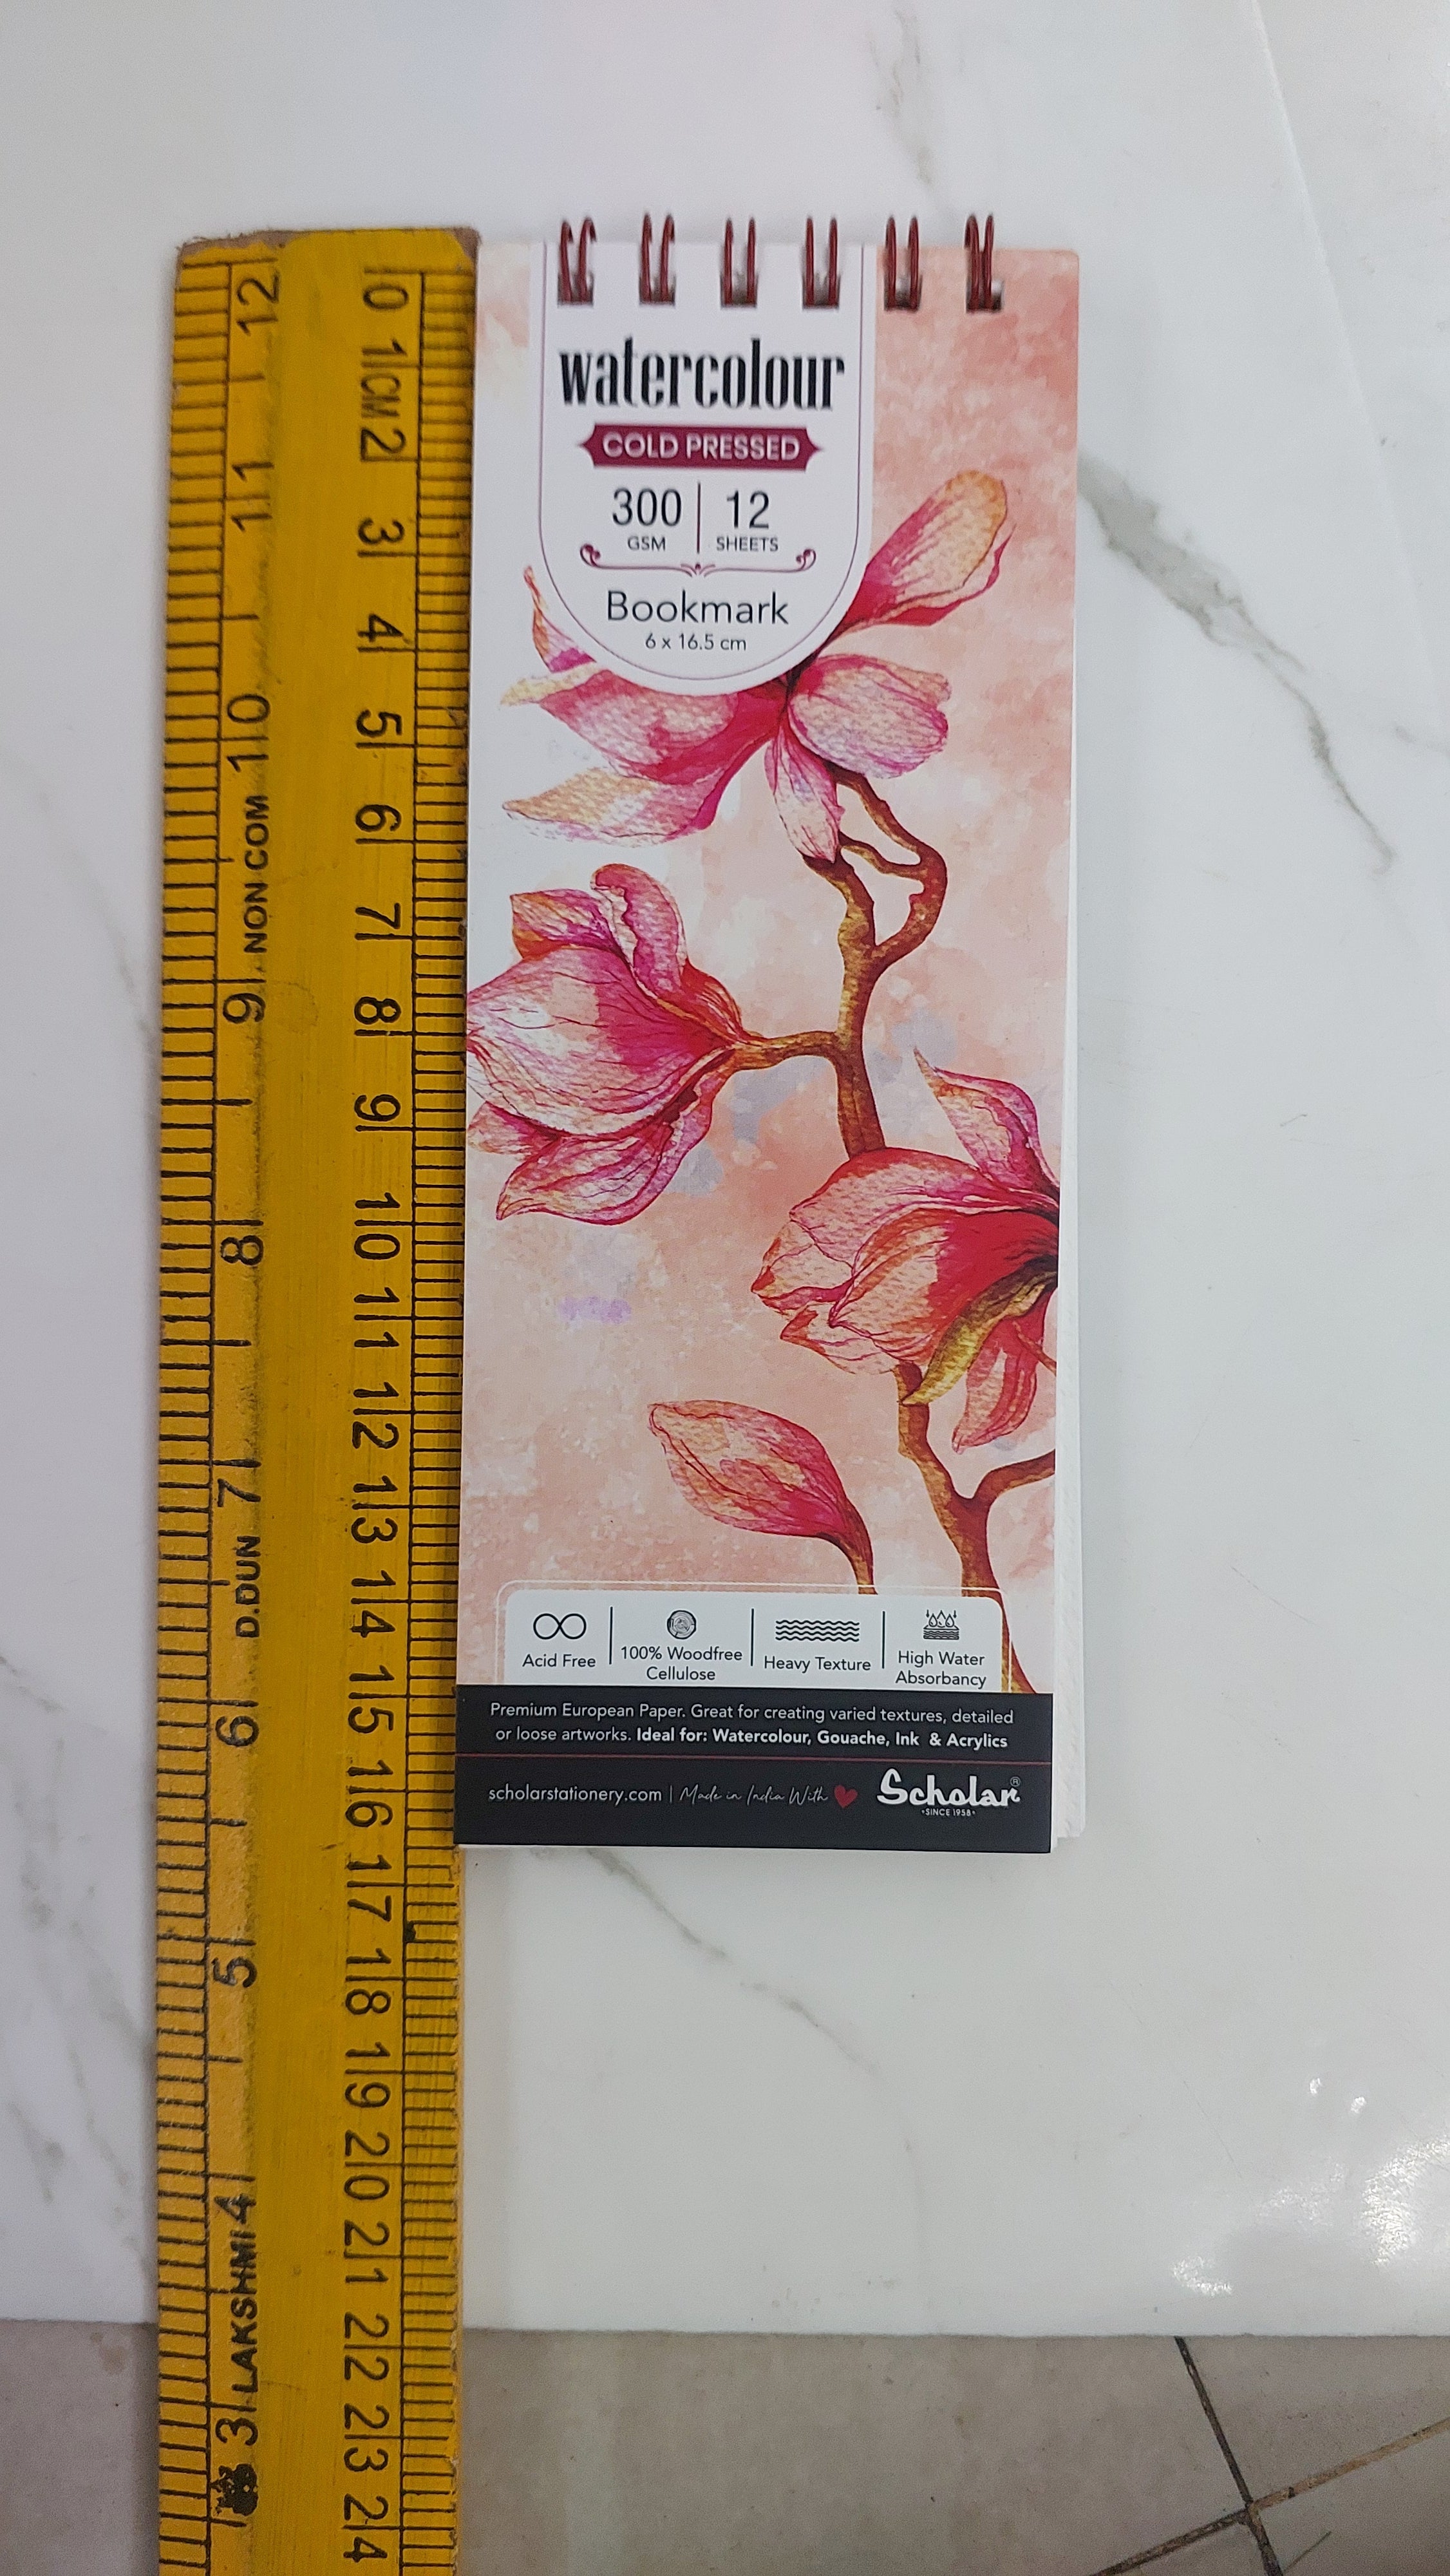 12
11
10
NON COM
9
8
7
D.DUN
6
5
4
LAKSHMI
3
0 1CM 2 3 4 5 6 7 8 9 10 11 12 13 14 15 16 17 18 19 20 21 22 23 24
watercolour
COLD PRESSED
300 12
GSM SHEETS
Bookmark
6 x 16.5 cm
Acid Free
100% Woodfree
Cellulose
Heavy Texture
High Water
Absorbancy
Premium European Paper. Great for creating varied textures, detailed
or loose artworks. Ideal for: Watercolour, Gouache, Ink & Acrylics
scholarstationery.com | Made in India With
Scholar®
•SINCE 1958•